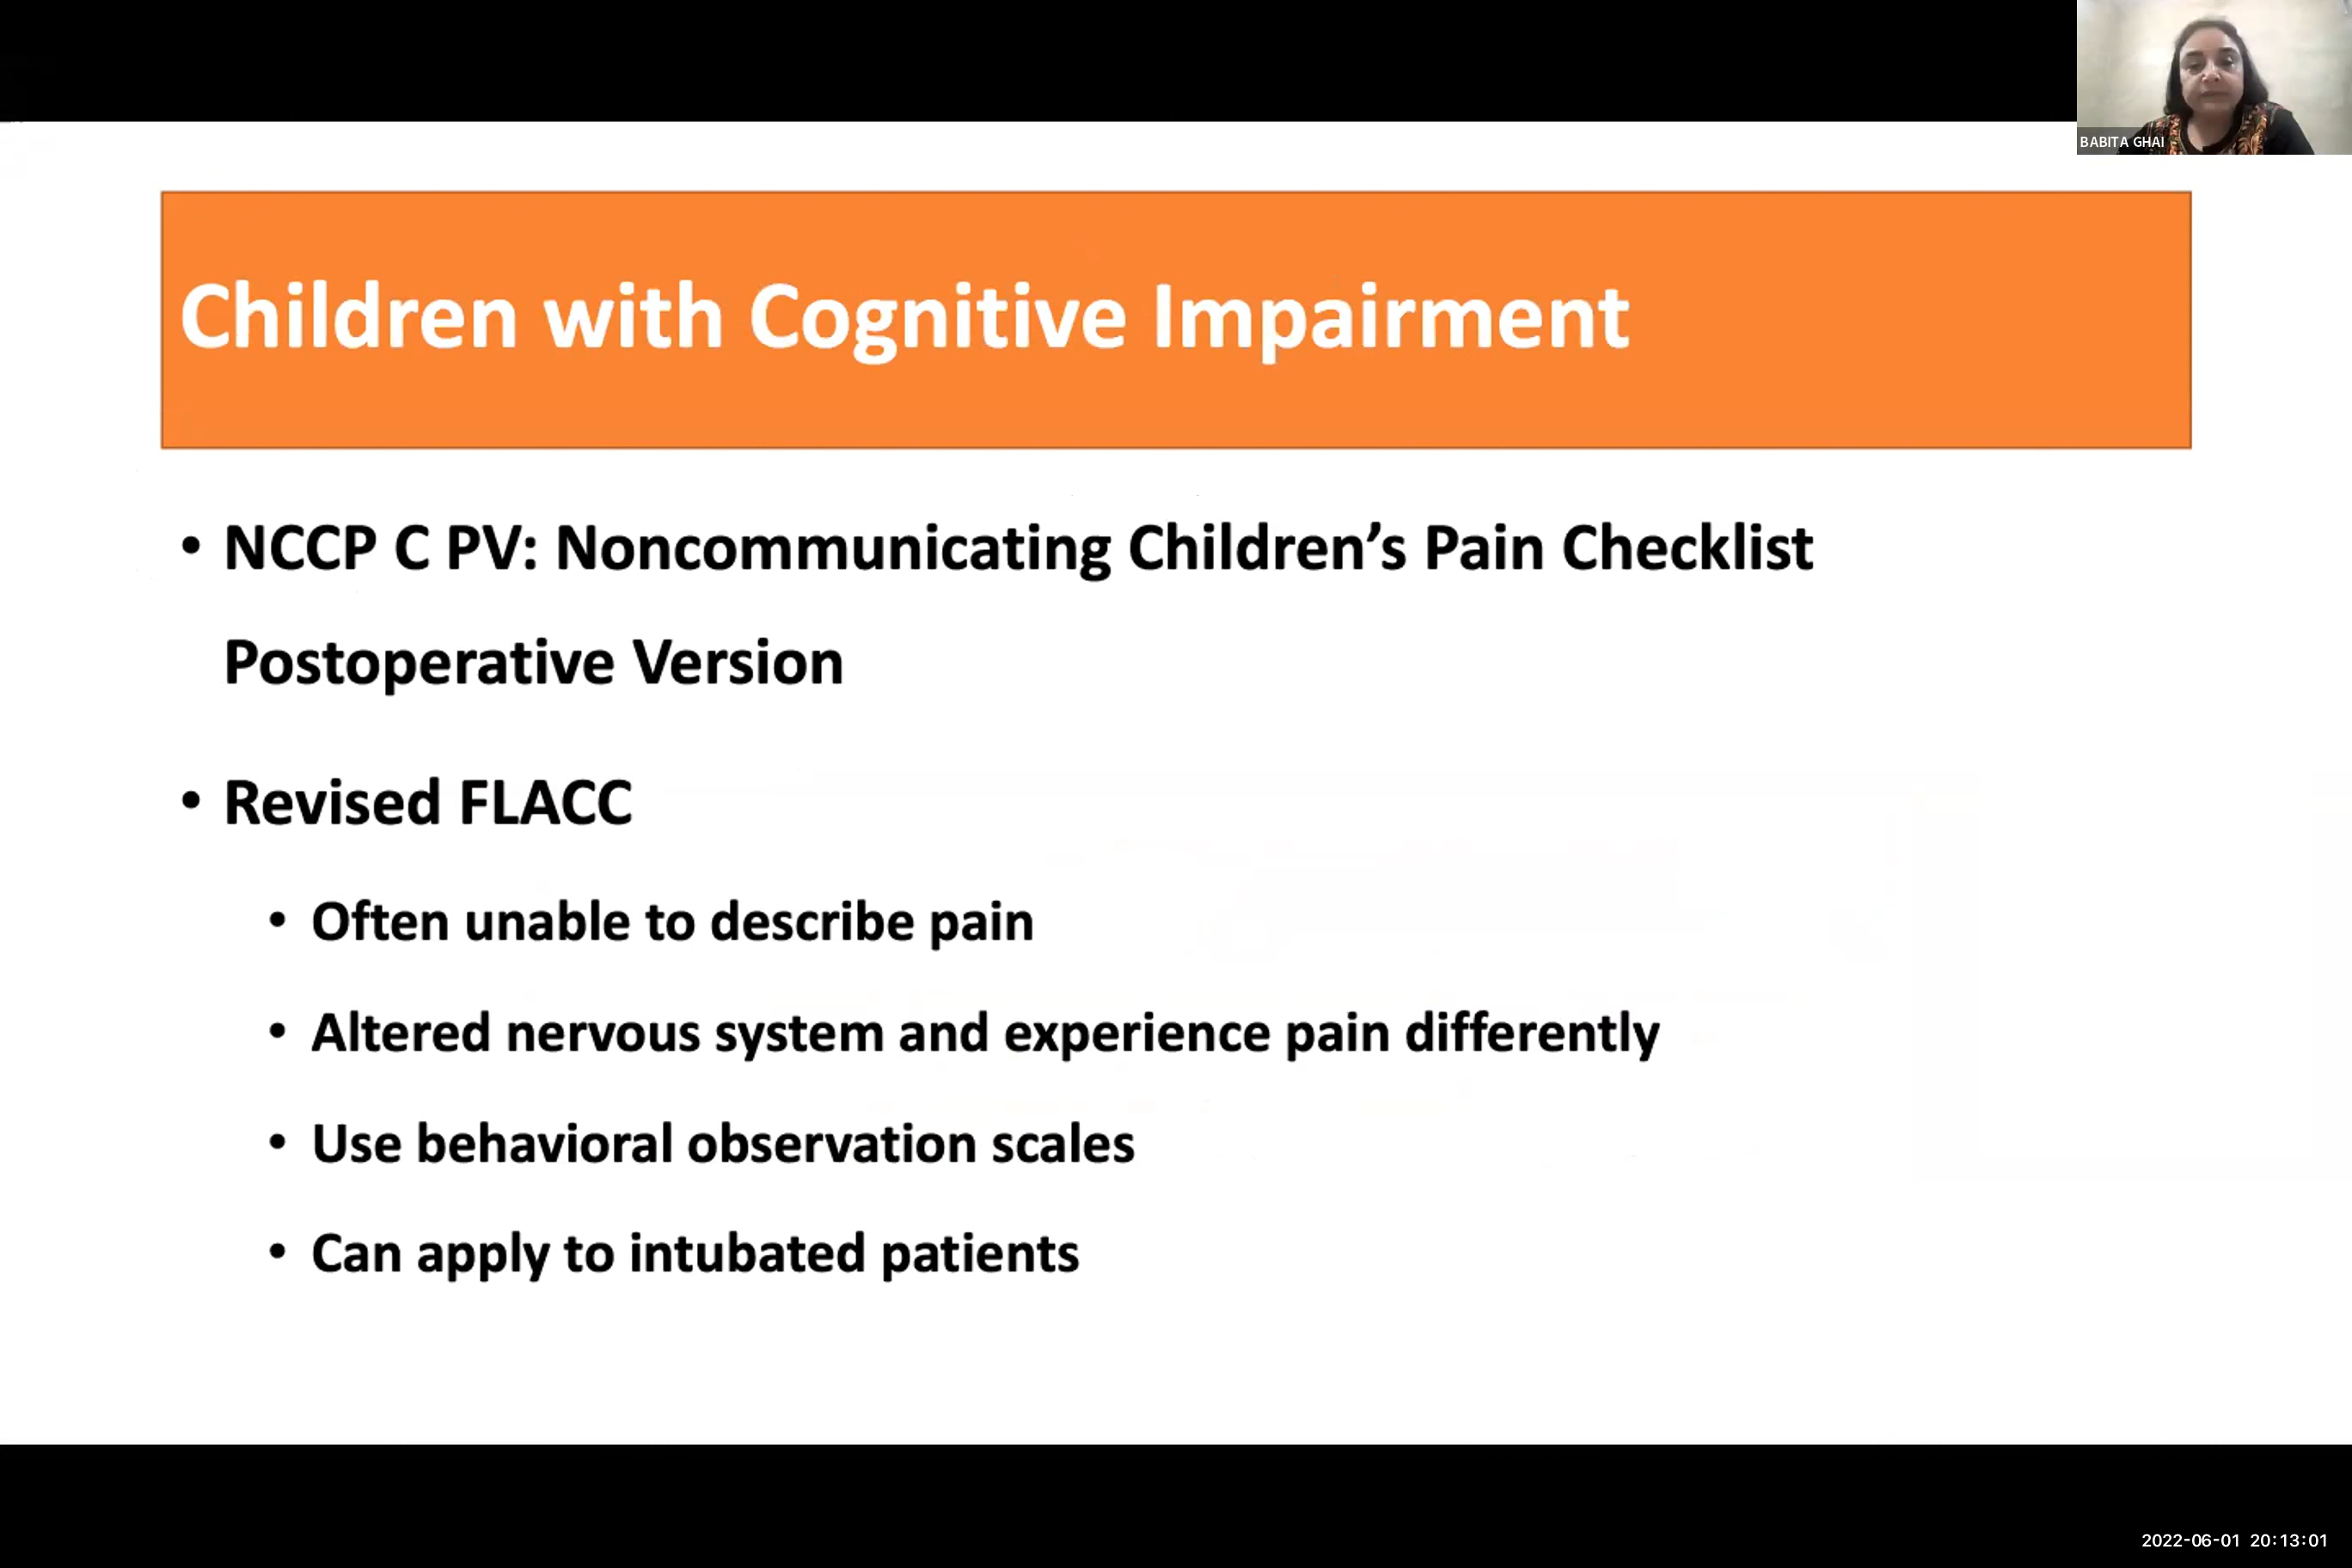 BABITA GHAI
Children with Cognitive Impairment
• NCCP C PV: Noncommunicating Children’s Pain Checklist
Postoperative Version
• Revised FLACC
• Often unable to describe pain
• Altered nervous system and experience pain differently
• Use behavioral observation scales
• Can apply to intubated patients
2022-06-01 20:13:01